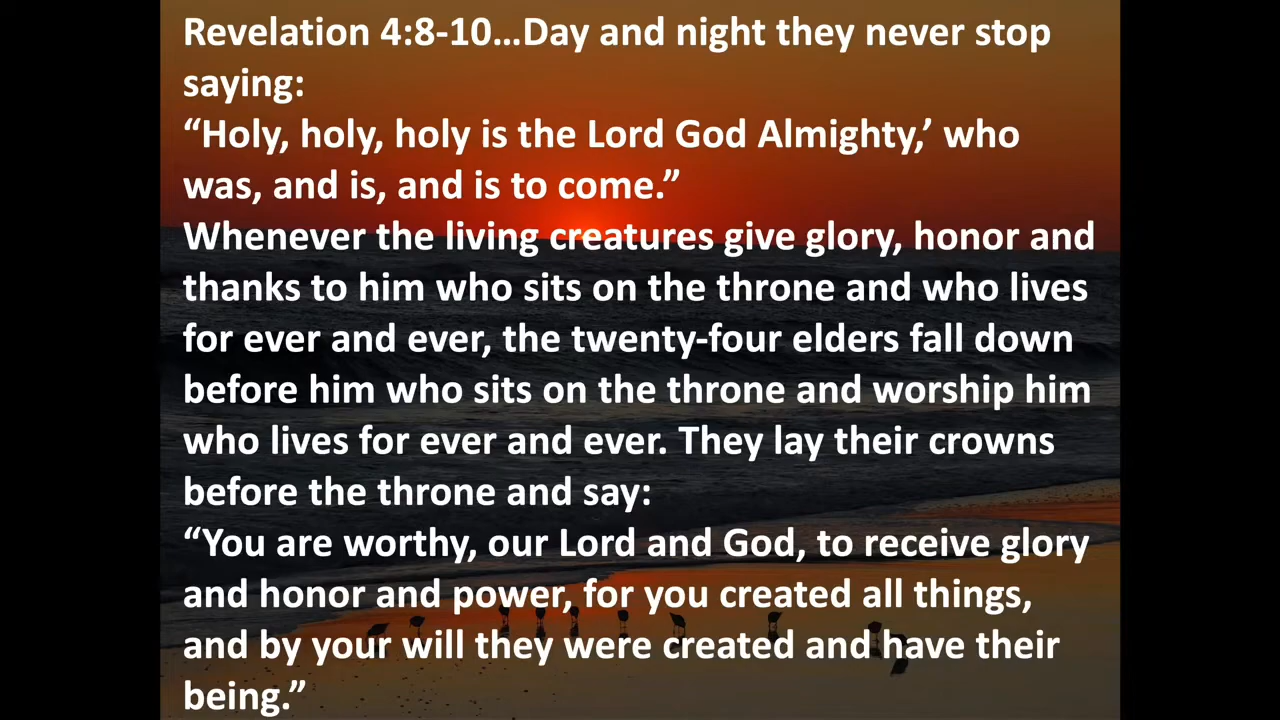 Revelation 4:8-10…Day and night they never stop
saying:
“Holy, holy, holy is the Lord God Almighty,’ who
was, and is, and is to come.”
Whenever the living creatures give glory, honor and
thanks to him who sits on the throne and who lives
for ever and ever, the twenty-four elders fall down
before him who sits on the throne and worship him
who lives for ever and ever. They lay their crowns
before the throne and say:
“You are worthy, our Lord and God, to receive glory
and honor and power, for you created all things,
and by your will they were created and have their
being.”